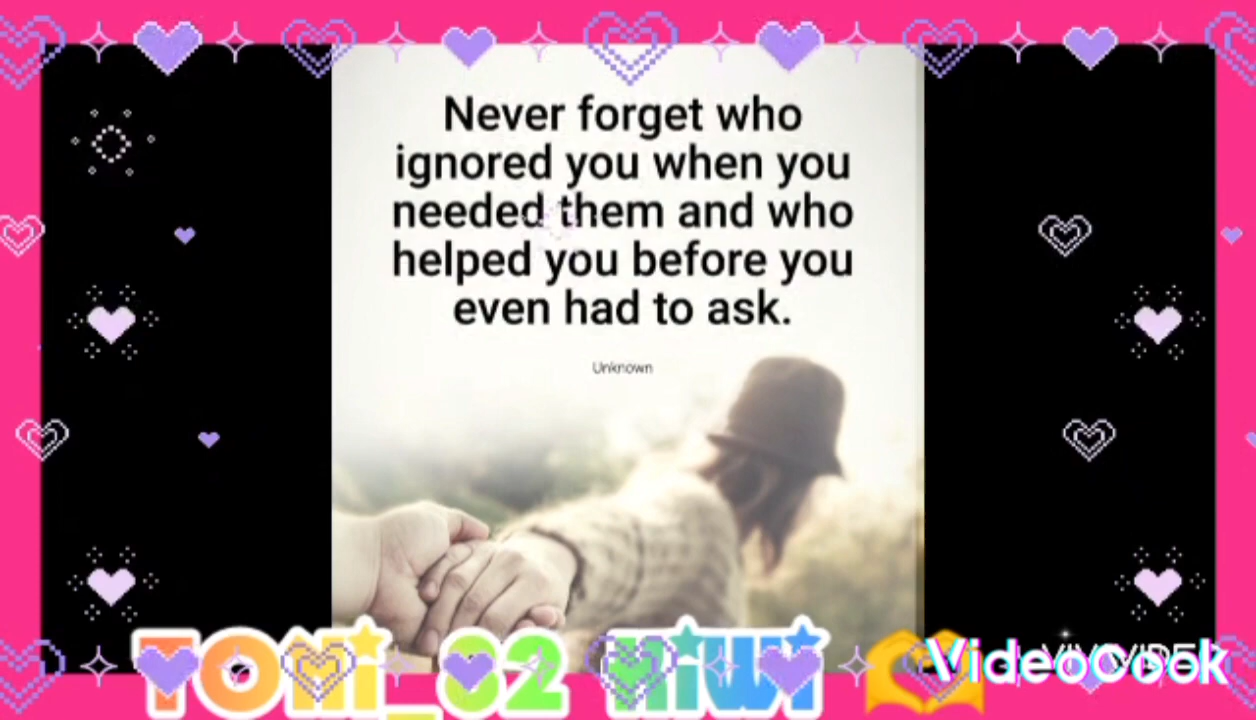 Never forget who
ignored you when you
needed them and who
helped you before you
even had to ask.
Unknown
VideoCook